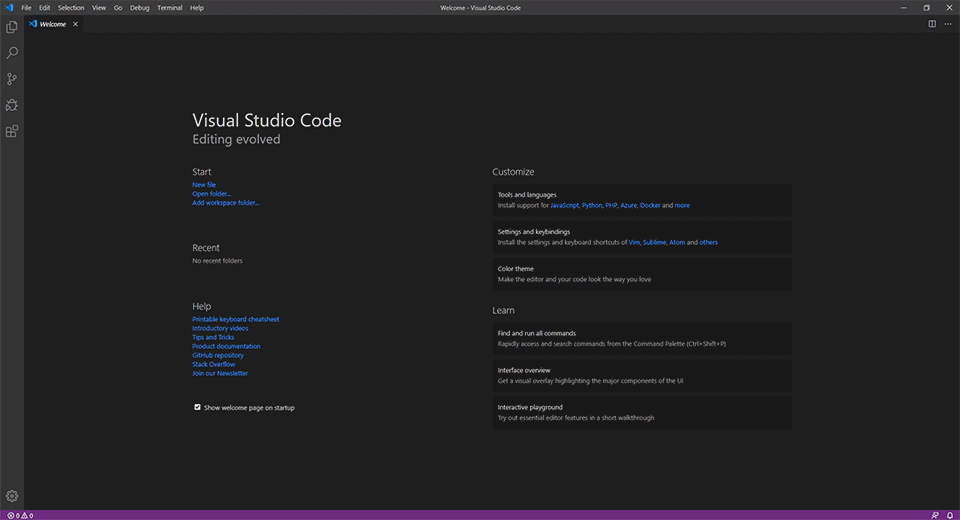 File Edit Selection View Go Debug Terminal Help
Welcome - Visual Studio Code
Welcome
Visual Studio Code
Editing evolved
Start
New file
Open folder...
Add workspace folder...
Recent
No recent folders
Help
Printable keyboard cheatsheet
Introductory videos
Tips and Tricks
Product documentation
GitHub repository
Stack Overflow
Join our Newsletter
Show welcome page on startup
Customize
Tools and languages
Install support for JavaScript, Python, PHP, Azure, Docker and more
Settings and keybindings
Install the settings and keyboard shortcuts of Vim, Sublime, Atom and others
Color theme
Make the editor and your code look the way you love
Learn
Find and run all commands
Rapidly access and search commands from the Command Palette (Ctrl+Shift+P)
Interface overview
Get a visual overlay highlighting the major components of the UI
Interactive playground
Try out essential editor features in a short walkthrough
0 0